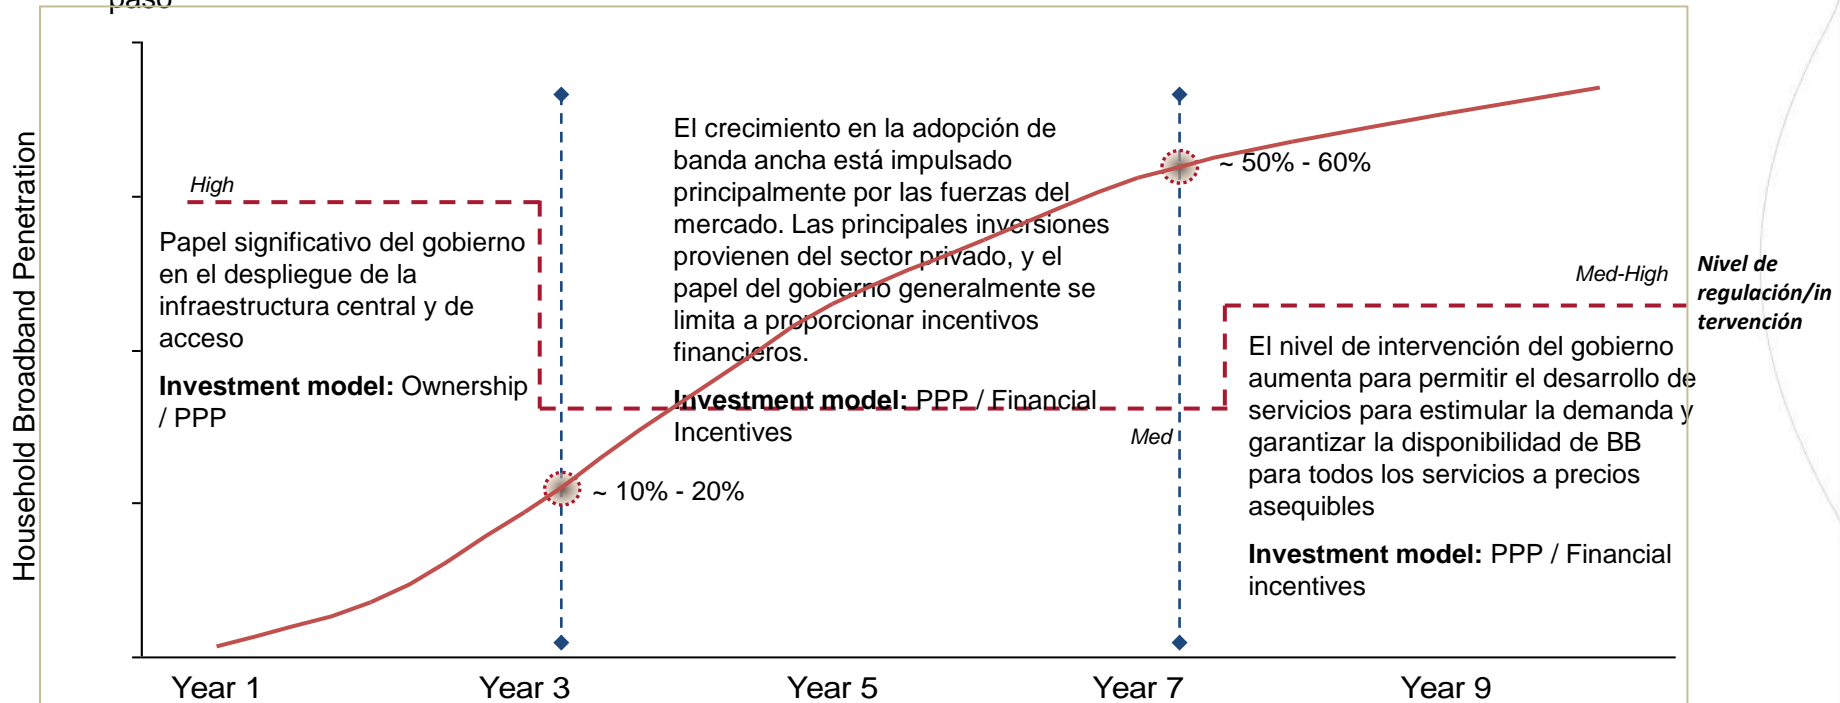 paso
Household Broadband Penetration
High
Papel significativo del gobierno
en el despliegue de la
infraestructura central y de
acceso
Investment model: Ownership
/ PPP
~ 10% - 20%
El crecimiento en la adopción de
banda ancha está impulsado
principalmente por las fuerzas del
mercado. Las principales inversiones
provienen del sector privado, y el
papel del gobierno generalmente se
limita a proporcionar incentivos
financieros.
Investment model: PPP / Financial
Incentives
Med
~ 50% - 60%
Med-High
El nivel de intervención del gobierno
aumenta para permitir el desarrollo de
servicios para estimular la demanda y
garantizar la disponibilidad de BB
para todos los servicios a precios
asequibles
Investment model: PPP / Financial
incentives
Nivel de
regulación/in
tervención
Year 1
Year 3
Year 5
Year 7
Year 9